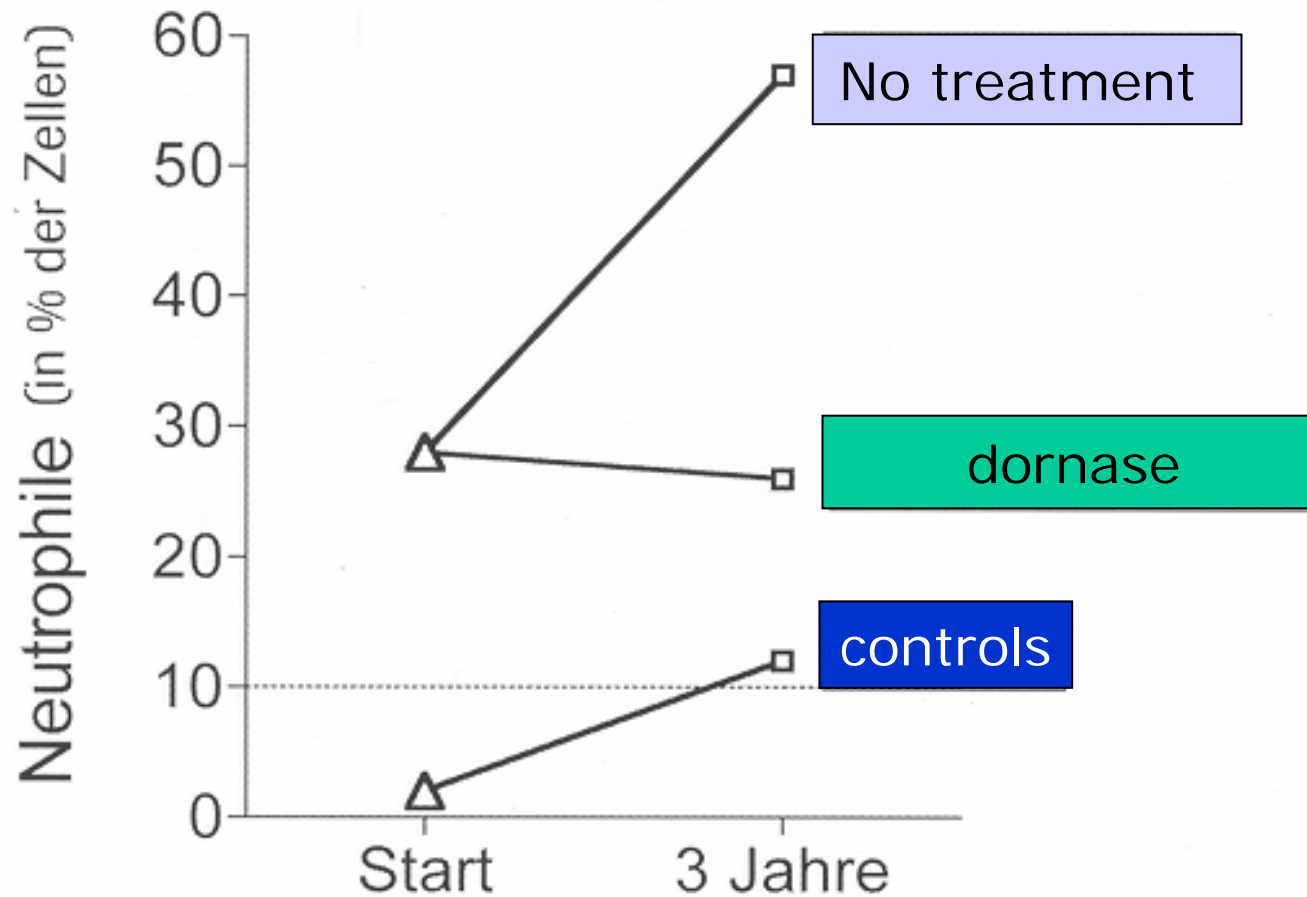 Neutrophile (in % der Zellen)
60
50
40
30
20
10
0
Start
3 Jahre
No treatment
dornase
controls